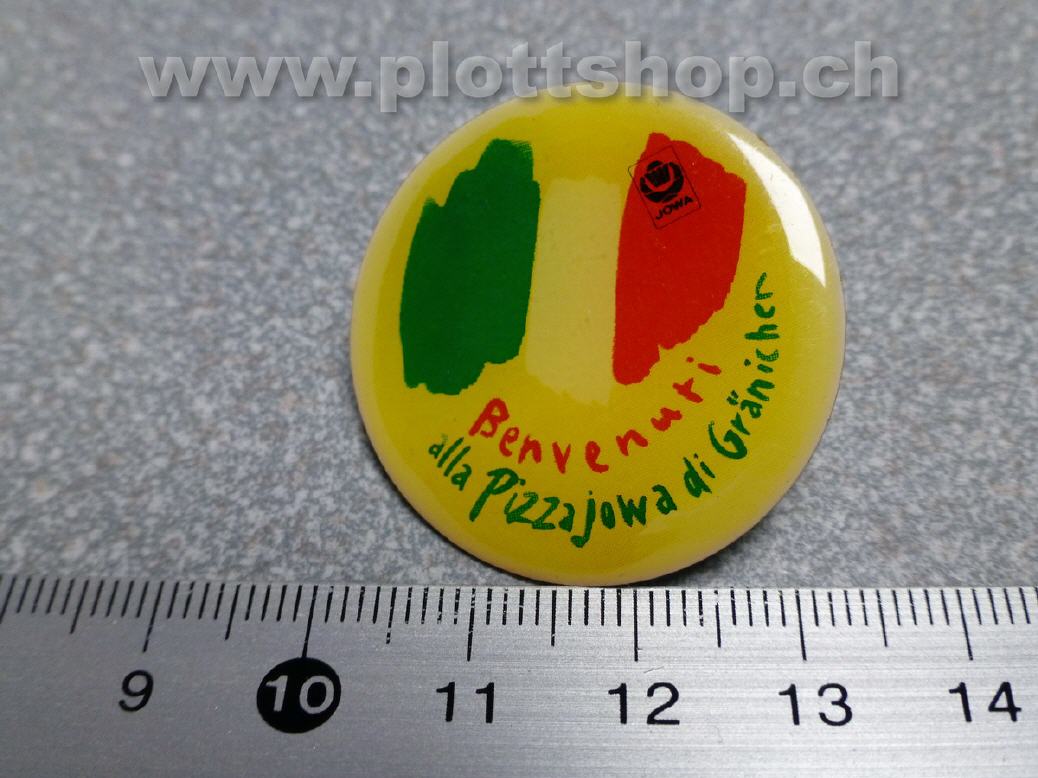 www.plottshop.ch
JOWA
Benvenuti
alla Pizzajowa di Gränicher
9 10 11 12 13 14